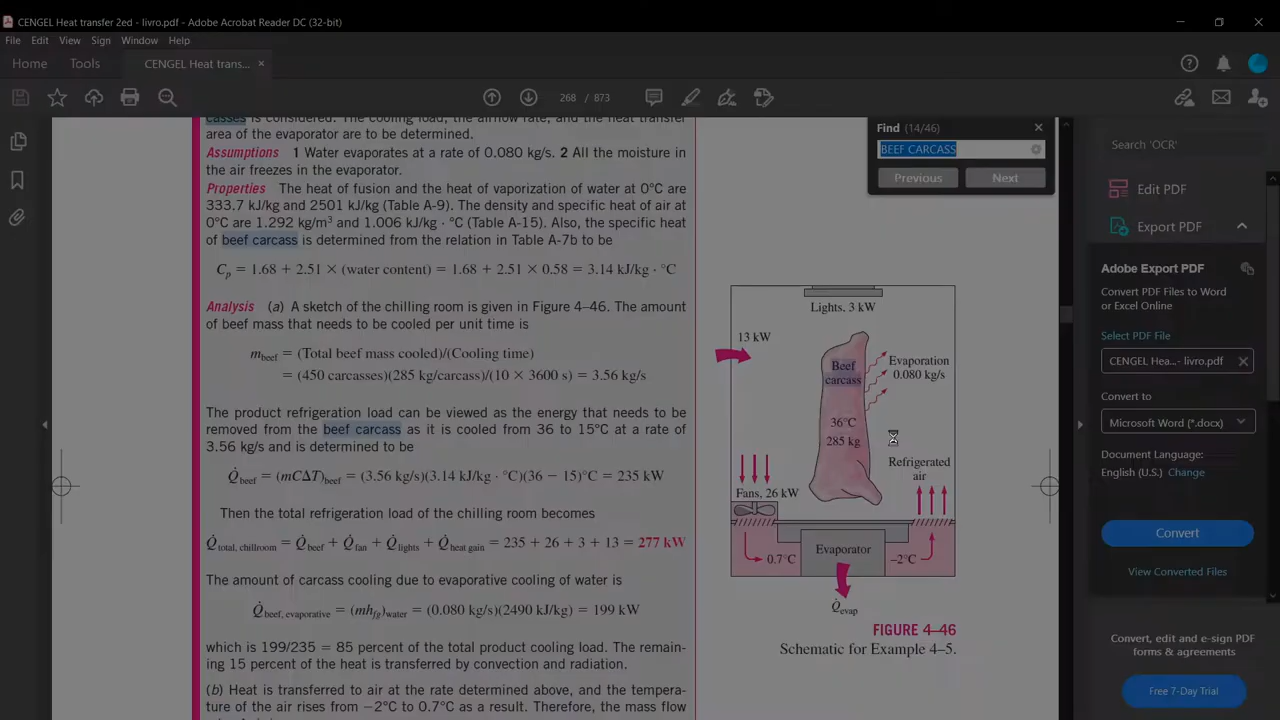 CENGEL Heat transfer 2ed - livro.pdf - Adobe Acrobat Reader DC (32-bit)
File Edit View Sign Window Help
Home Tools CENGEL Heat trans... ×
268 / 873
casses is considered. The cooling load, the airflow rate, and the heat transfer
area of the evaporator are to be determined.
Assumptions 1 Water evaporates at a rate of 0.080 kg/s. 2 All the moisture in
the air freezes in the evaporator.
Properties The heat of fusion and the heat of vaporization of water at 0°C are
333.7 kJ/kg and 2501 kJ/kg (Table A-9). The density and specific heat of air at
0°C are 1.292 kg/m³ and 1.006 kJ/kg · °C (Table A-15). Also, the specific heat
of beef carcass is determined from the relation in Table A-7b to be
Cp = 1.68 + 2.51 × (water content) = 1.68 + 2.51 × 0.58 = 3.14 kJ/kg · °C
Analysis (a) A sketch of the chilling room is given in Figure 4–46. The amount
of beef mass that needs to be cooled per unit time is
mbeef = (Total beef mass cooled)/(Cooling time)
= (450 carcasses)(285 kg/carcass)/(10 × 3600 s) = 3.56 kg/s
The product refrigeration load can be viewed as the energy that needs to be
removed from the beef carcass as it is cooled from 36 to 15°C at a rate of
3.56 kg/s and is determined to be
Q̇beef = (mCΔT)beef = (3.56 kg/s)(3.14 kJ/kg · °C)(36 − 15)°C = 235 kW
Then the total refrigeration load of the chilling room becomes
Q̇total, chillroom = Q̇beef + Q̇fan + Q̇lights + Q̇heat gain = 235 + 26 + 3 + 13 = 277 kW
The amount of carcass cooling due to evaporative cooling of water is
Q̇beef, evaporative = (mhfg)water = (0.080 kg/s)(2490 kJ/kg) = 199 kW
which is 199/235 = 85 percent of the total product cooling load. The remain-
ing 15 percent of the heat is transferred by convection and radiation.
(b) Heat is transferred to air at the rate determined above, and the tempera-
ture of the air rises from −2°C to 0.7°C as a result. Therefore, the mass flow
Find (14/46)
BEEF CARCASS
Previous Next
Lights, 3 kW
13 kW
Beef
carcass
Evaporation
0.080 kg/s
36°C
285 kg
Refrigerated
air
Fans, 26 kW
0.7°C
Evaporator
–2°C
Q̇evap
FIGURE 4–46
Schematic for Example 4–5.
Search 'OCR'
Edit PDF
Export PDF
Adobe Export PDF
Convert PDF Files to Word
or Excel Online
Select PDF File
CENGEL Hea...- livro.pdf
Convert to
Microsoft Word (*.docx)
Document Language:
English (U.S.) Change
Convert
View Converted Files
Convert, edit and e-sign PDF
forms & agreements
Free 7-Day Trial